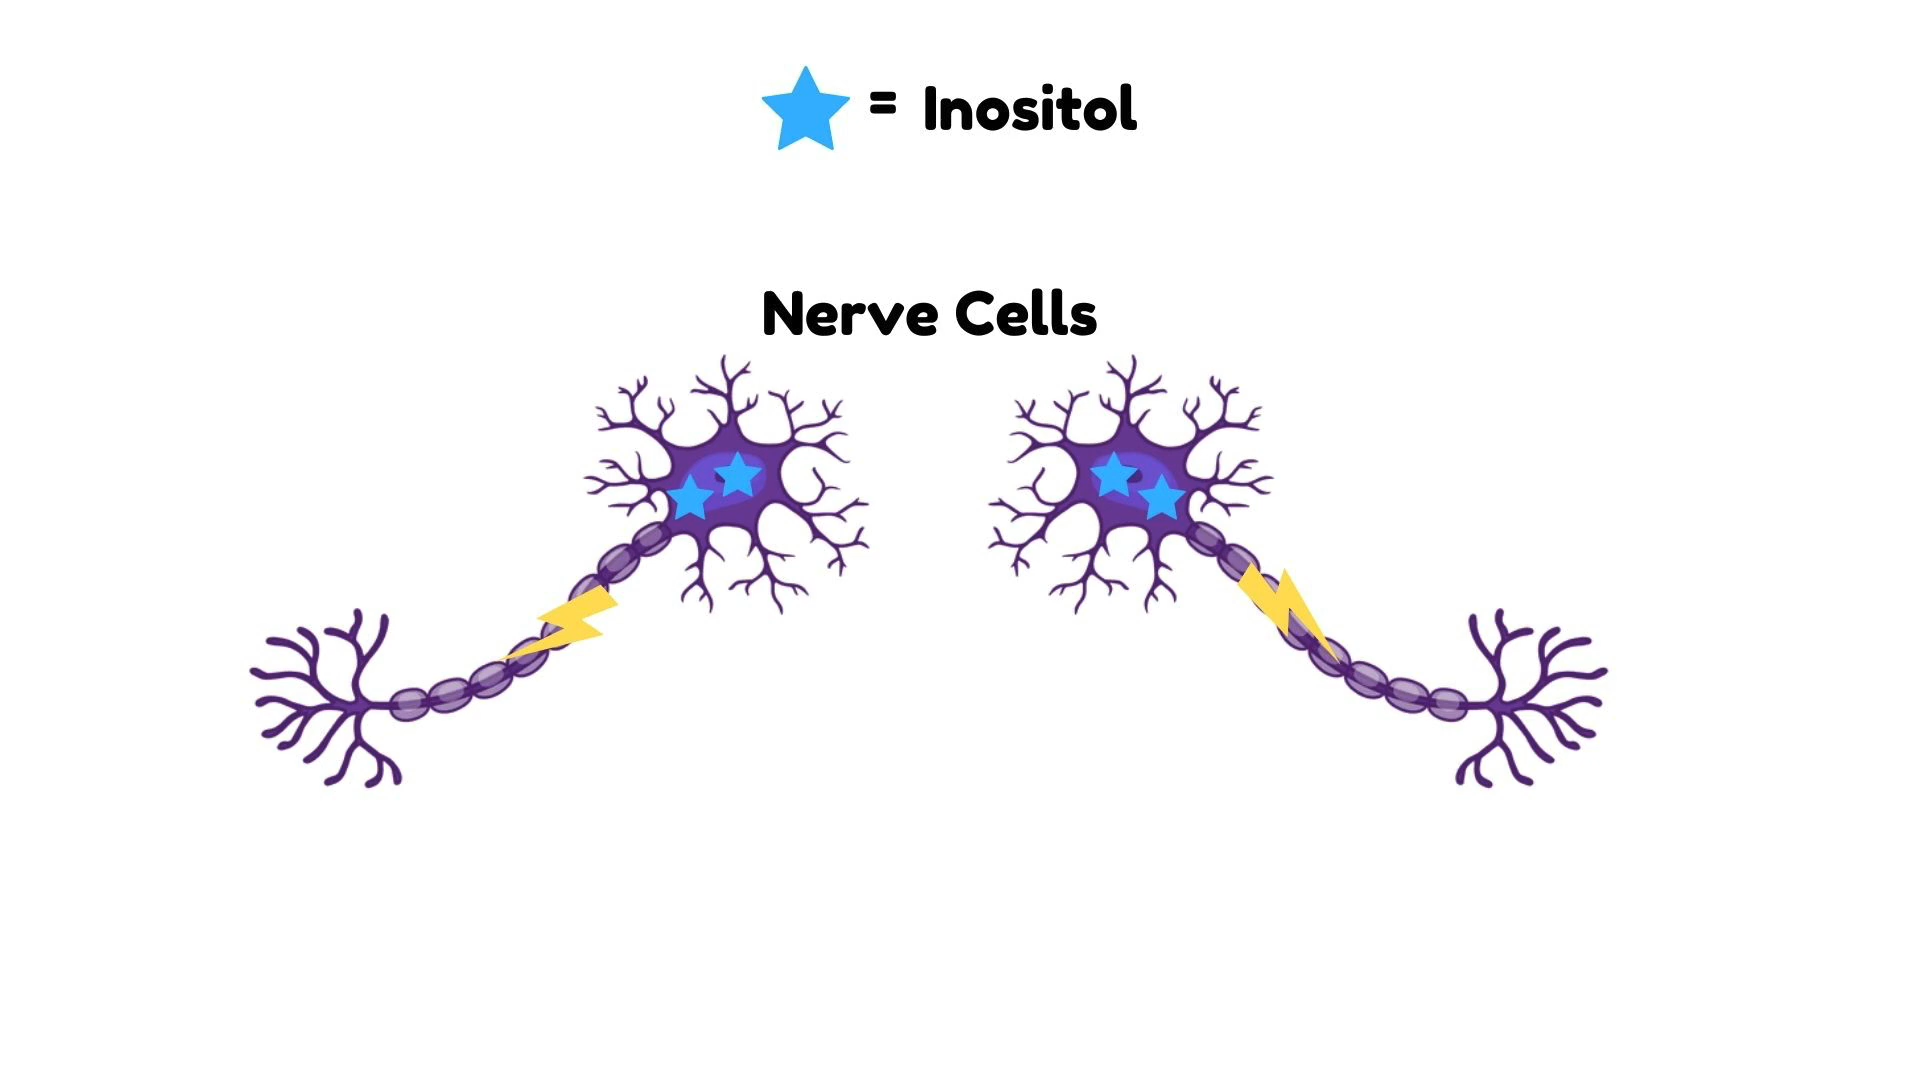 = Inositol
Nerve Cells